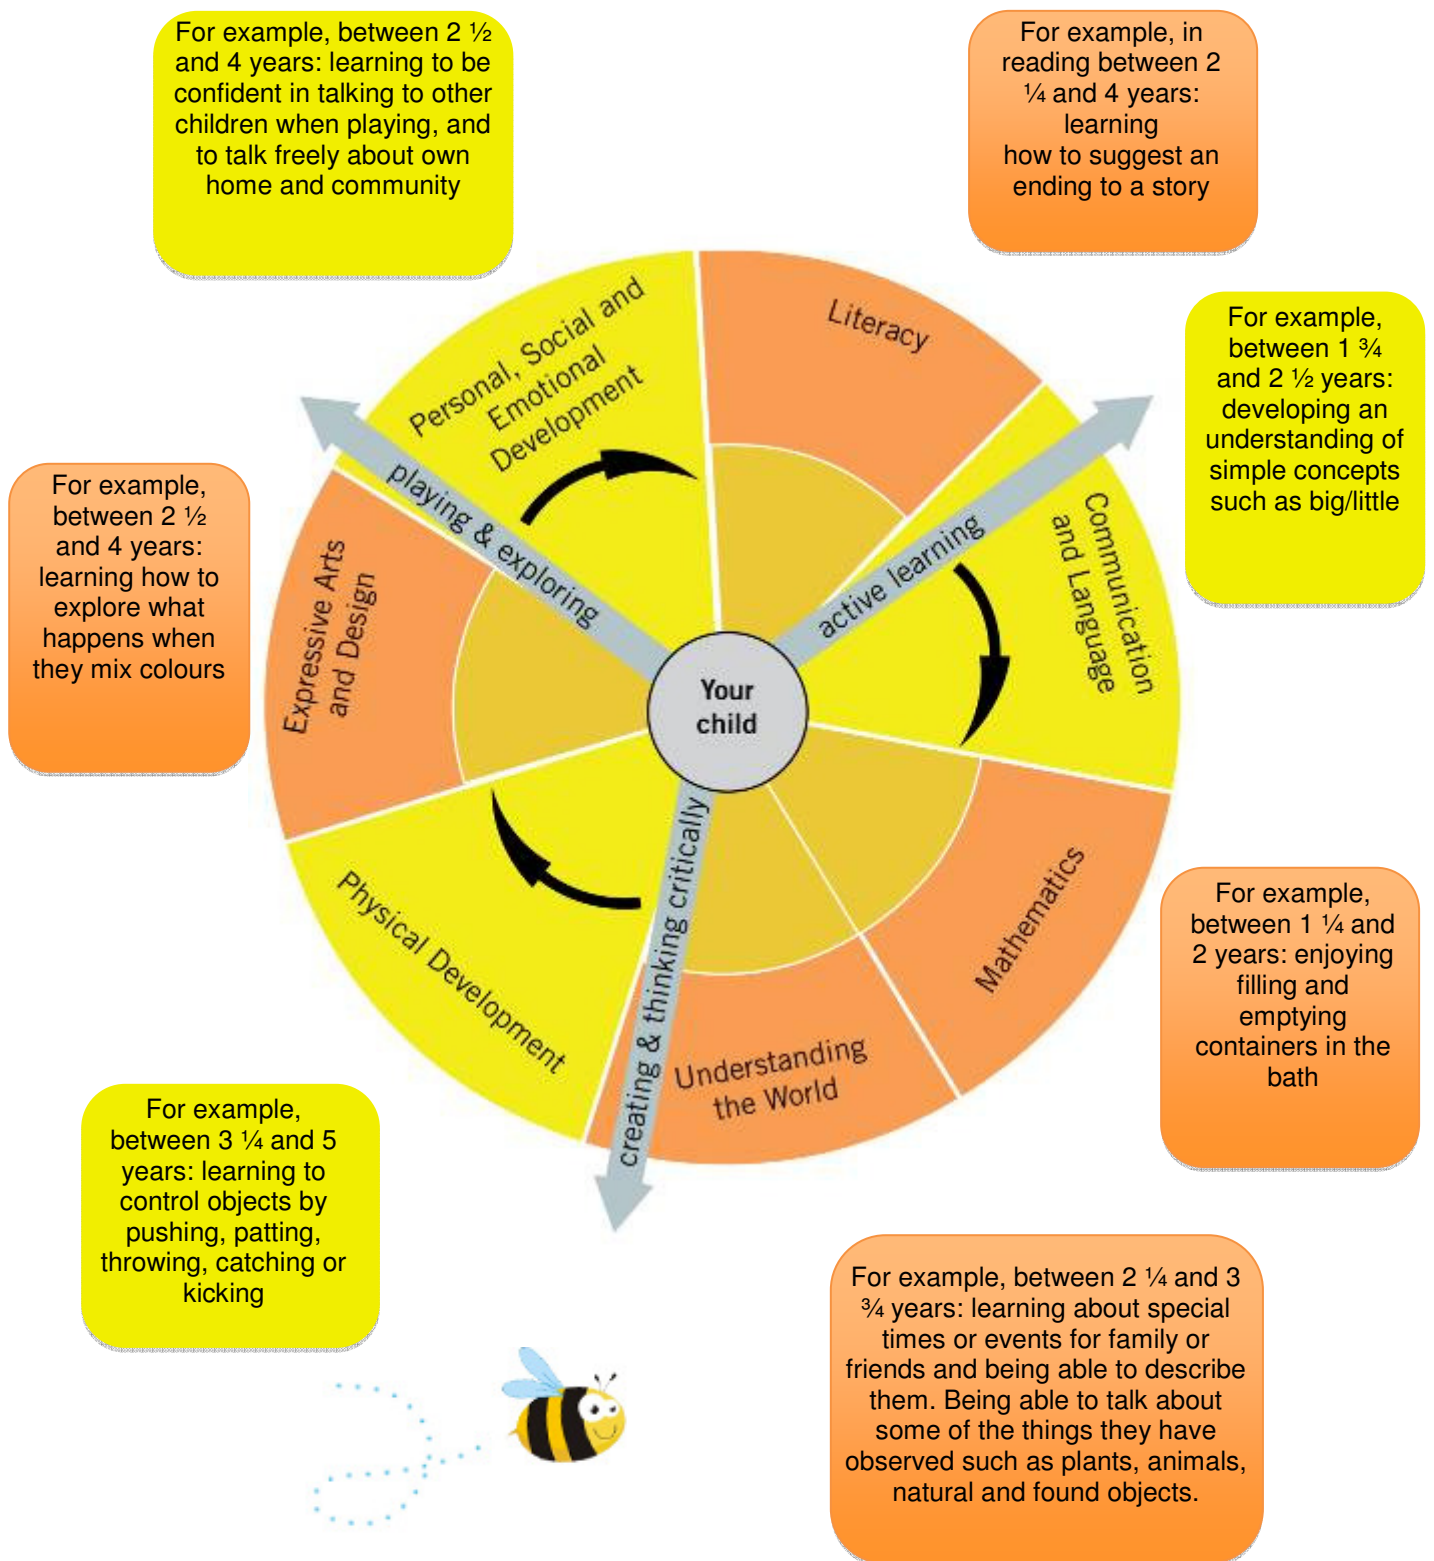 For example, between 2 ½
and 4 years: learning to be
confident in talking to other
children when playing, and
to talk freely about own
home and community
For example, in
reading between 2
¼ and 4 years:
learning
how to suggest an
ending to a story
For example,
between 1 ¾
and 2 ½ years:
developing an
understanding of
simple concepts
such as big/little
For example,
between 2 ½
and 4 years:
learning how to
explore what
happens when
they mix colours
Personal, Social and
Emotional
Development
Literacy
Communication
and Language
Expressive Arts
and Design
playing & exploring
active learning
Your
child
creating & thinking critically
Physical Development
Mathematics
Understanding
the World
For example,
between 1 ¼ and
2 years: enjoying
filling and
emptying
containers in the
bath
For example,
between 3 ¼ and 5
years: learning to
control objects by
pushing, patting,
throwing, catching or
kicking
For example, between 2 ¼ and 3
¾ years: learning about special
times or events for family or
friends and being able to describe
them. Being able to talk about
some of the things they have
observed such as plants, animals,
natural and found objects.